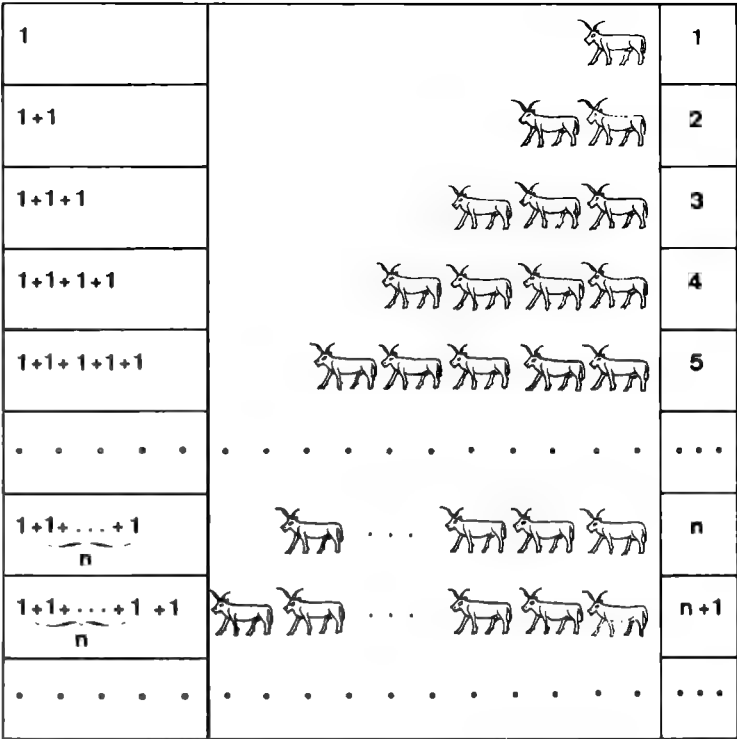 1 1
1+1 2
1+1+1 3
1+1+1+1 4
1+1+1+1+1 5
. . . . . . . . . . . . . . . . ...
1+1+ ... +1 ... n
n
1+1+ ... +1 +1 ... n+1
n
. . . . . . . . . . . . . . . . ...